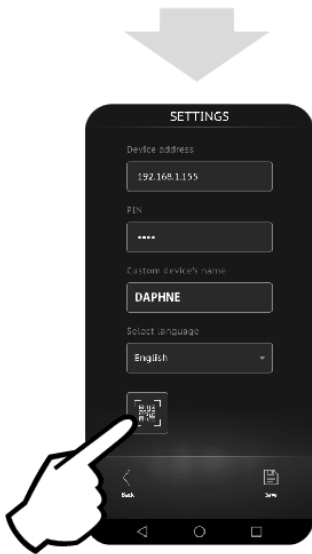 SETTINGS
Device address
192.168.1.155
PIN
••••
Custom device's name
DAPHNE
Select language
English
Back
Save